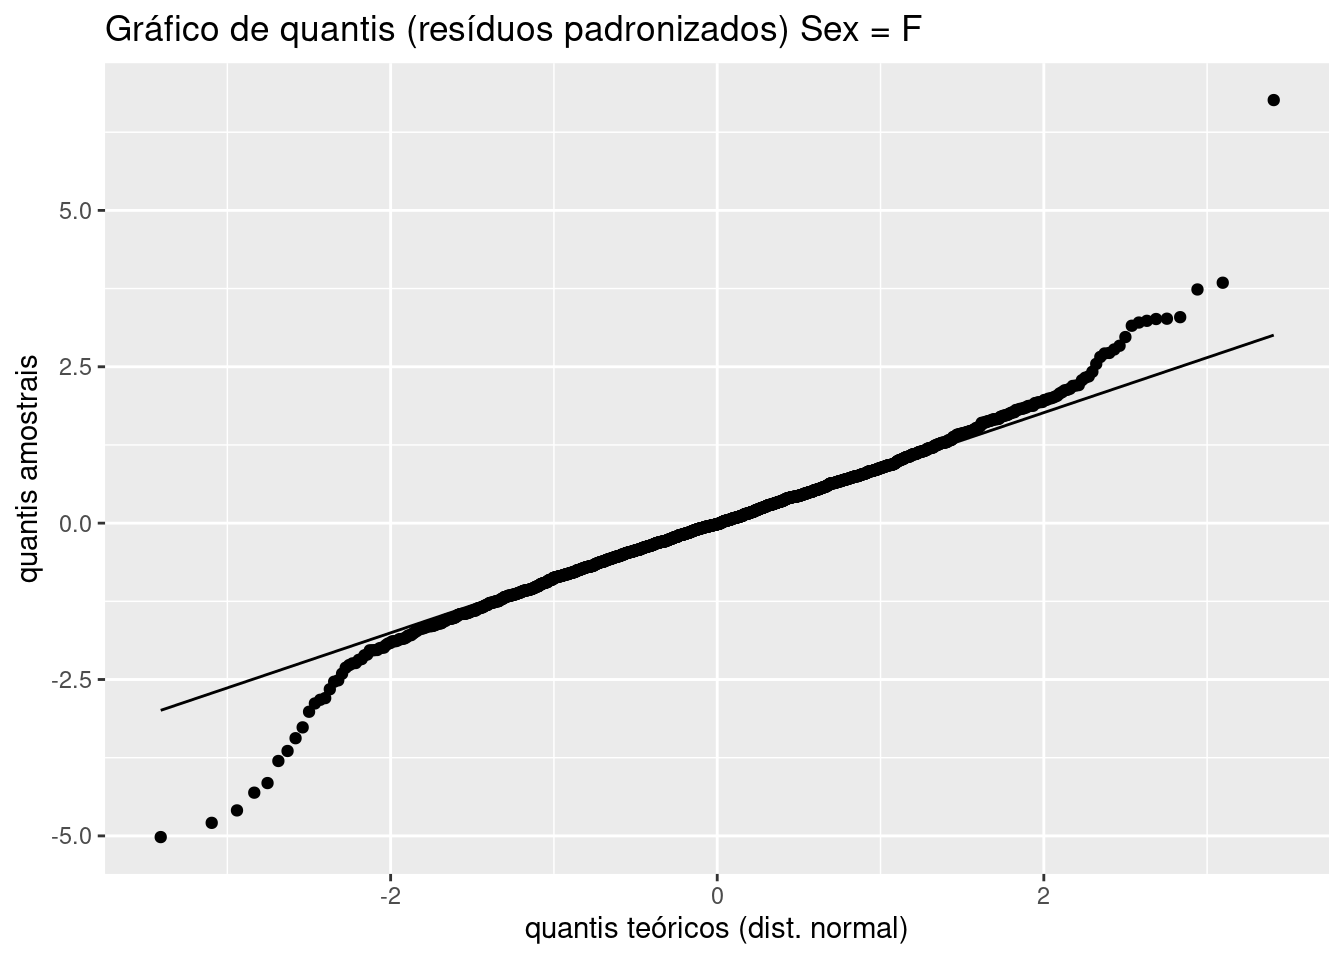 Gráfico de quantis (resíduos padronizados) Sex = F
5.0
2.5
0.0
-2.5
-5.0
quantis amostrais
-2
0
2
quantis teóricos (dist. normal)